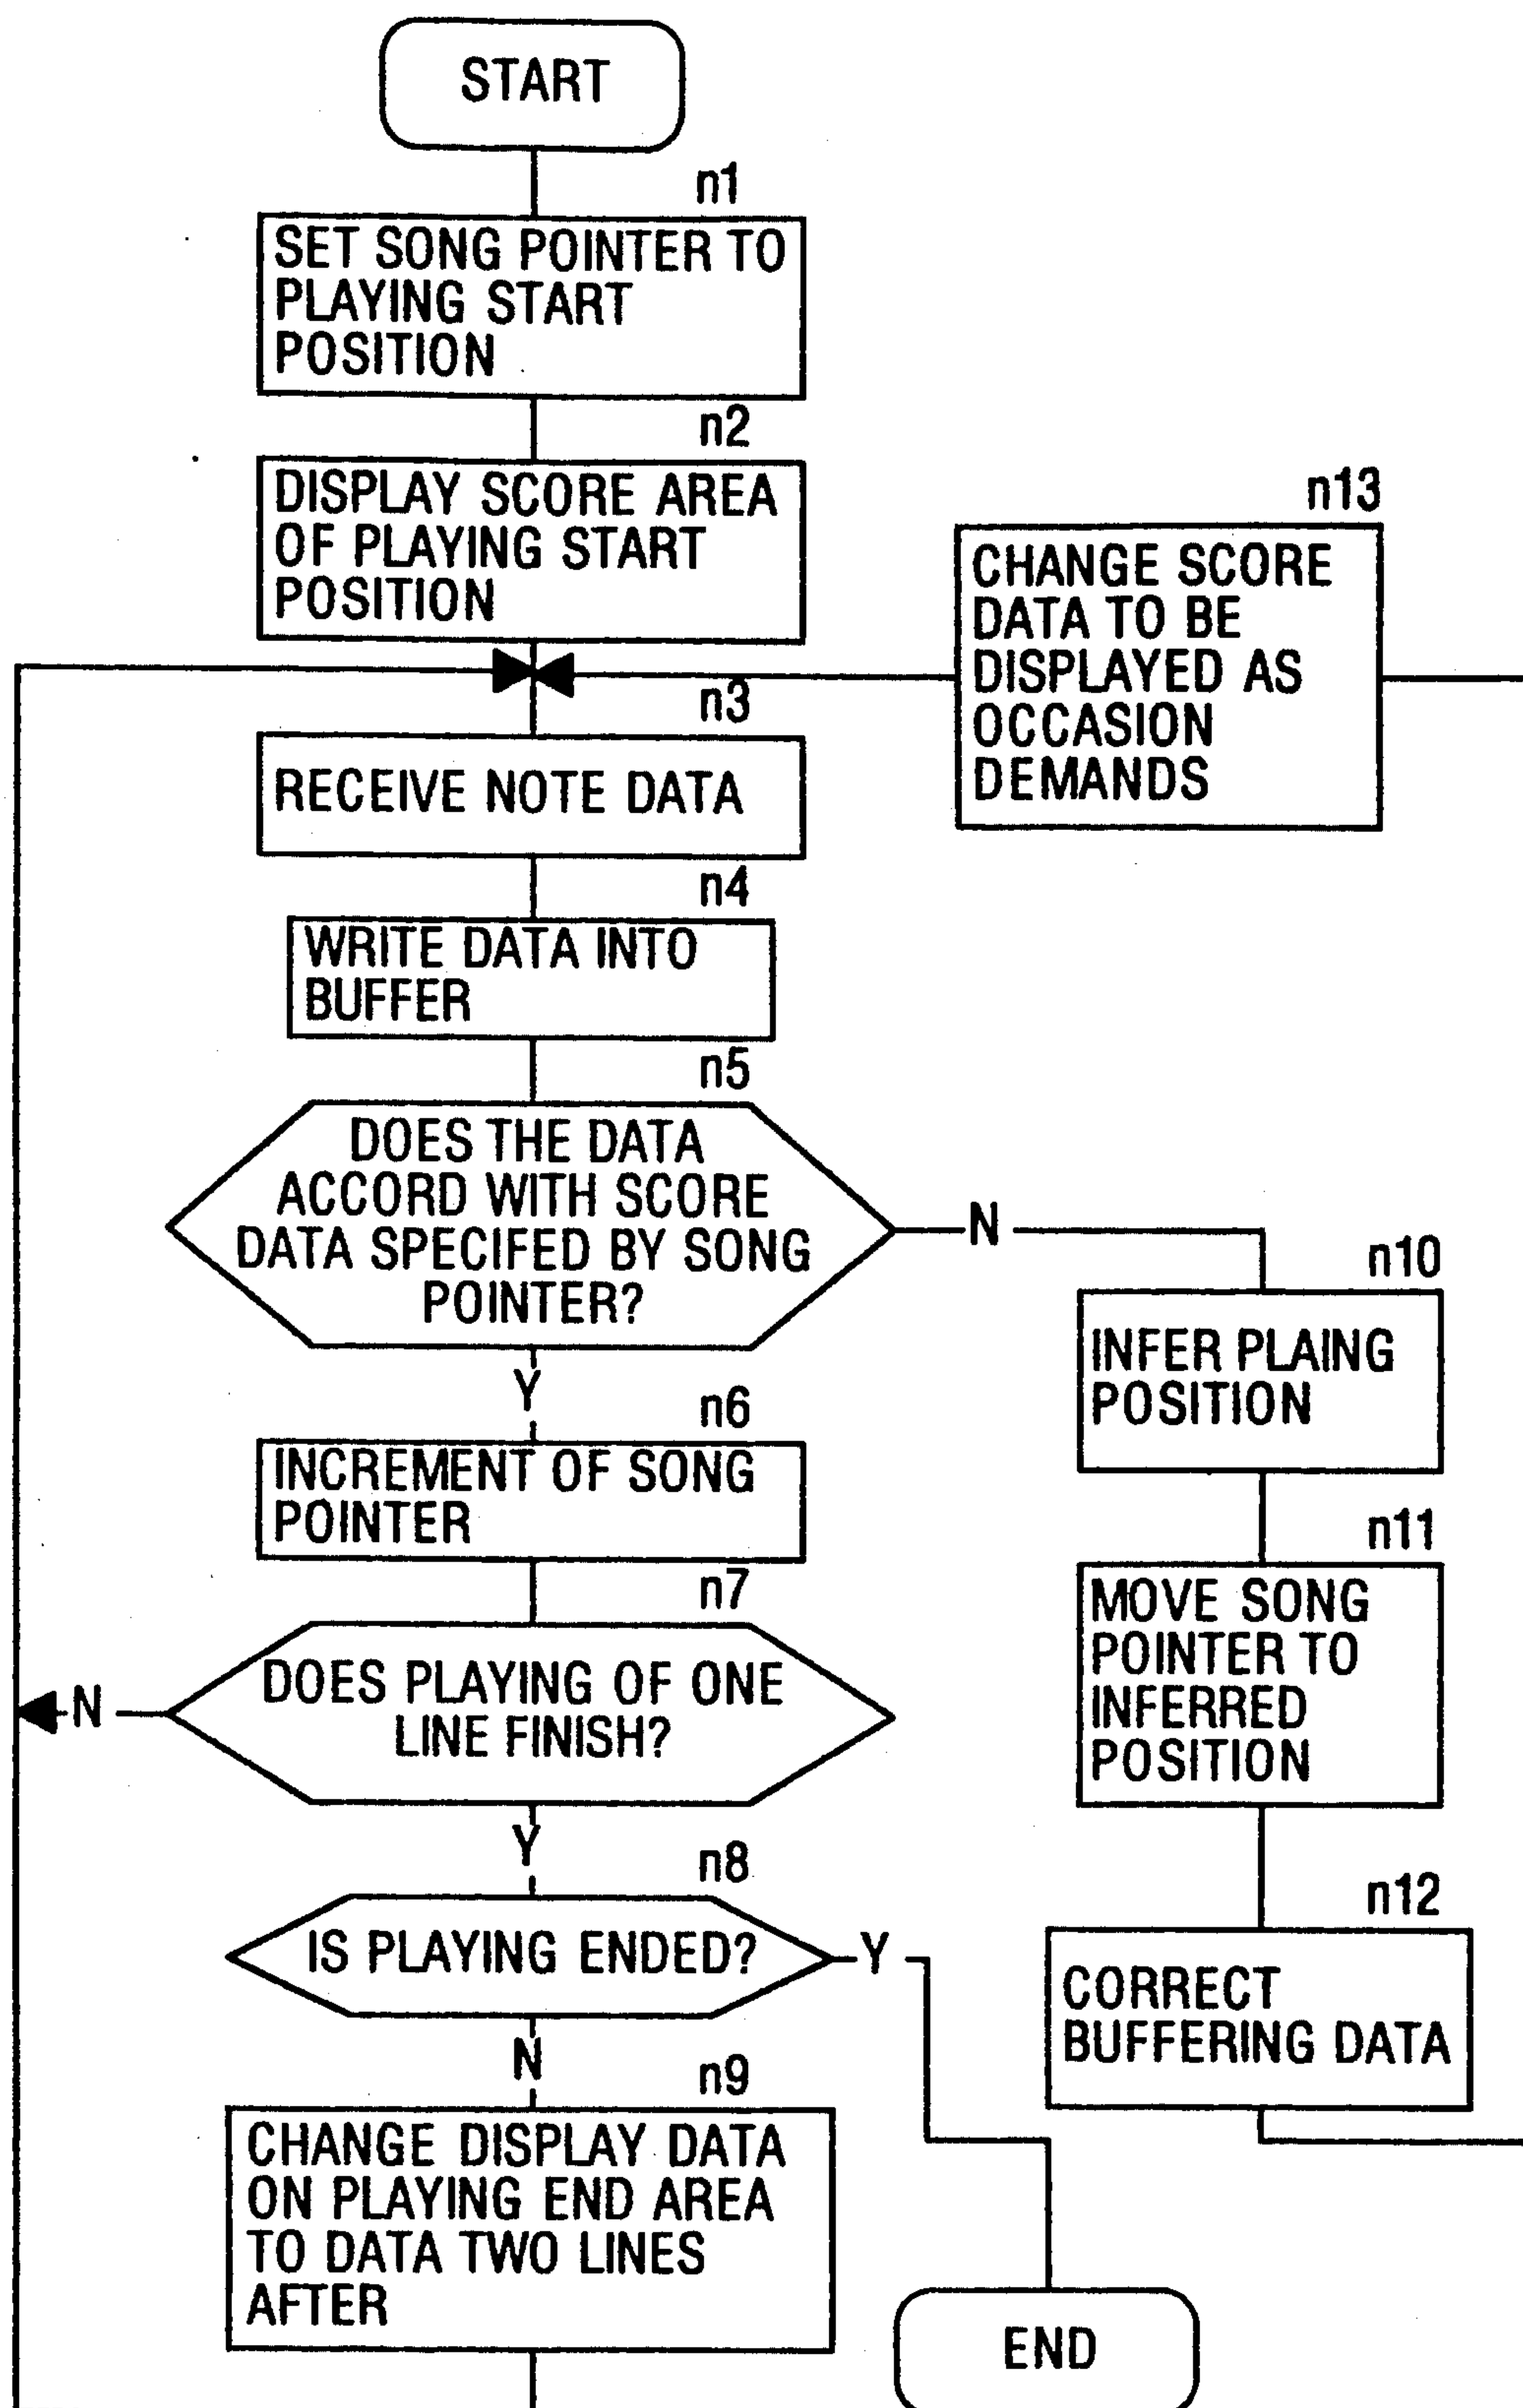 START
n1
SET SONG POINTER TO
PLAYING START
POSITION
n2
DISPLAY SCORE AREA
OF PLAYING START
POSITION
n13
CHANGE SCORE
DATA TO BE
DISPLAYED AS
OCCASION
DEMANDS
n3
RECEIVE NOTE DATA
n4
WRITE DATA INTO
BUFFER
n5
DOES THE DATA
ACCORD WITH SCORE
DATA SPECIFED BY SONG
POINTER?
N
Y
n10
INFER PLAING
POSITION
n6
INCREMENT OF SONG
POINTER
n11
MOVE SONG
POINTER TO
INFERRED
POSITION
n7
DOES PLAYING OF ONE
LINE FINISH?
N
Y
n12
CORRECT
BUFFERING DATA
n8
IS PLAYING ENDED?
Y
N
n9
CHANGE DISPLAY DATA
ON PLAYING END AREA
TO DATA TWO LINES
AFTER
END